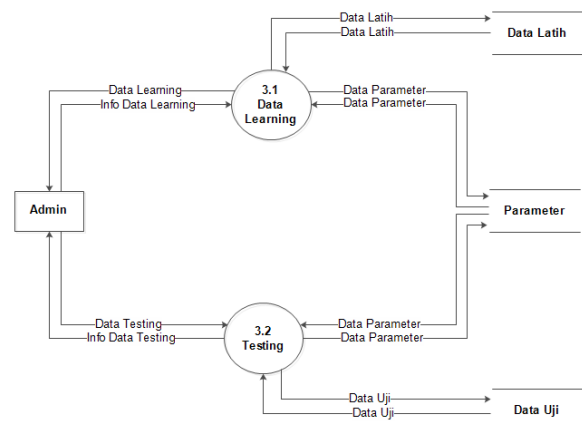 Data Latih
Data Latih
Data Latih
3.1
Data
Learning
Data Learning
Info Data Learning
Data Parameter
Data Parameter
Admin
Parameter
Data Testing
Info Data Testing
3.2
Testing
Data Parameter
Data Parameter
Data Uji
Data Uji
Data Uji